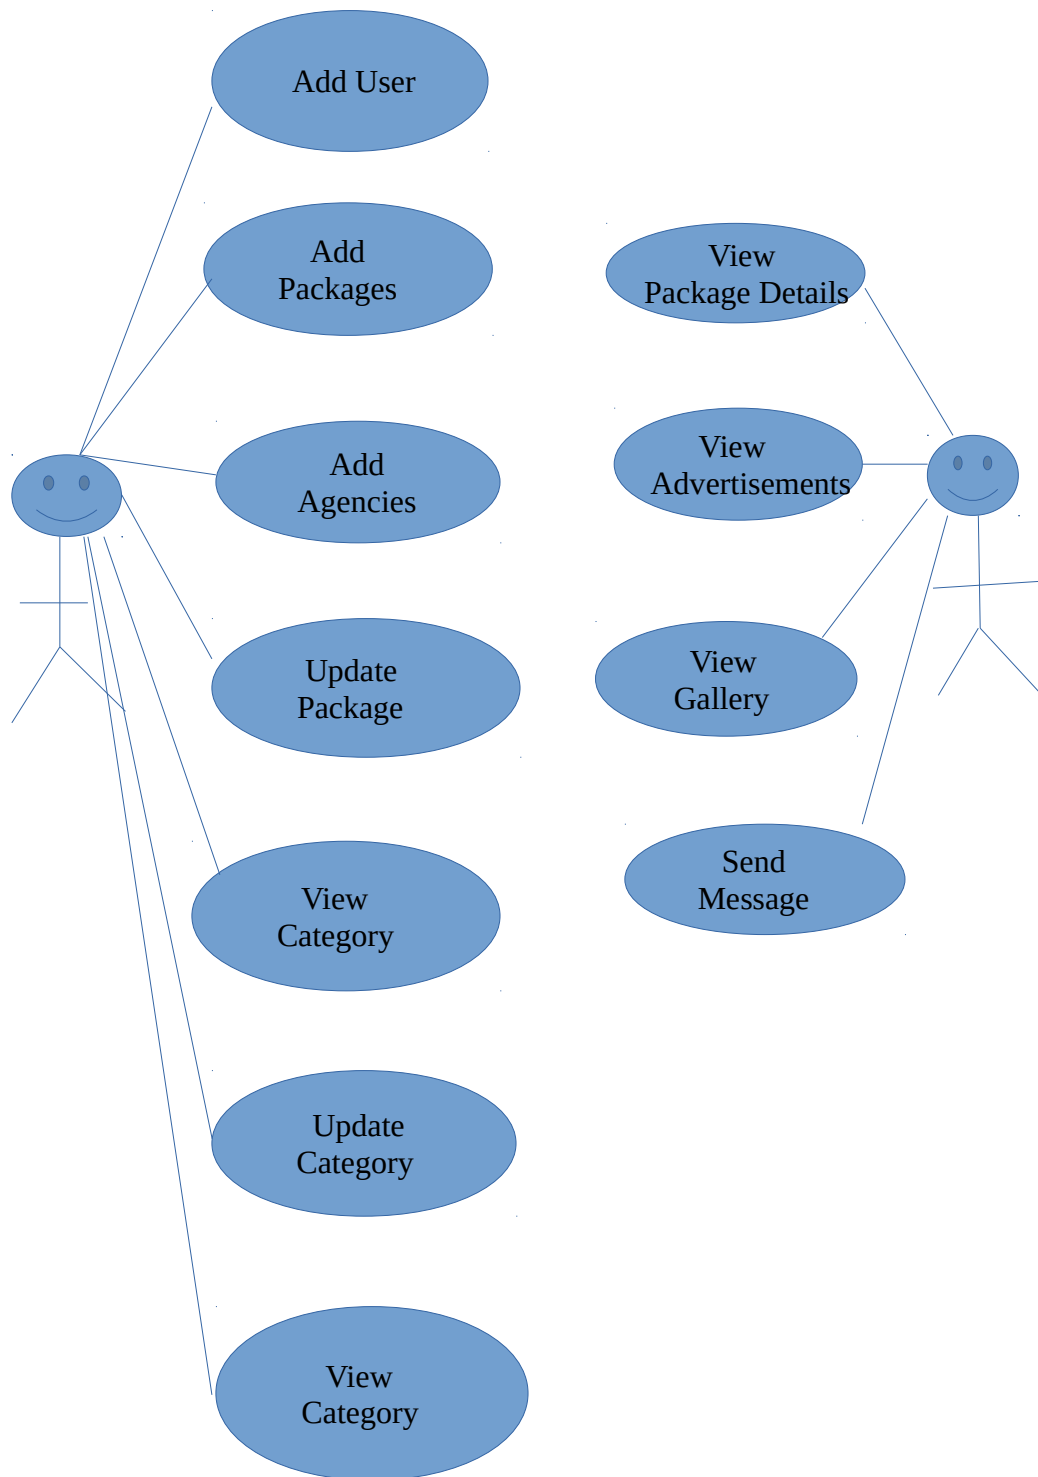 Add User
Add
Packages
Add
Agencies
Update
Package
View
Category
Update
Category
View
Category
View
Package Details
View
Advertisements
View
Gallery
Send
Message